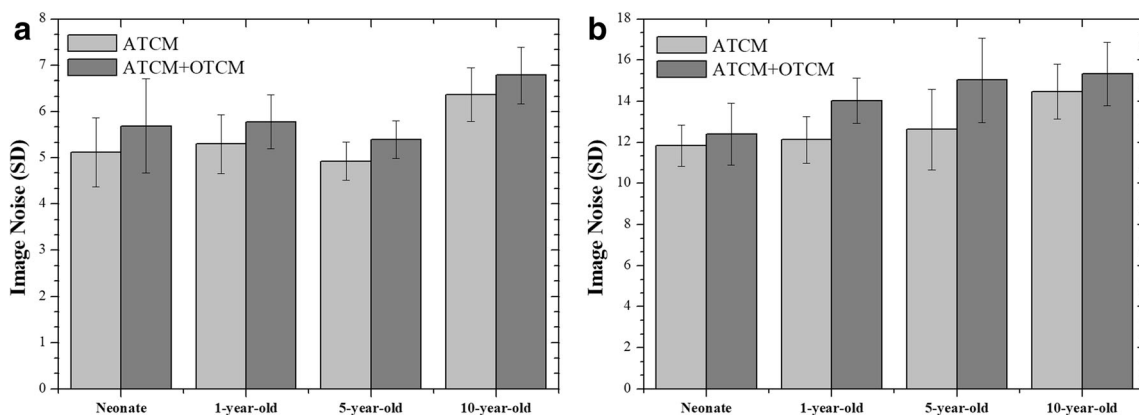 a
ATCM
ATCM+OTCM
Image Noise (SD)
8
7
6
5
4
3
2
1
0
Neonate 1-year-old 5-year-old 10-year-old
b
ATCM
ATCM+OTCM
Image Noise (SD)
18
16
14
12
10
8
6
4
2
0
Neonate 1-year-old 5-year-old 10-year-old